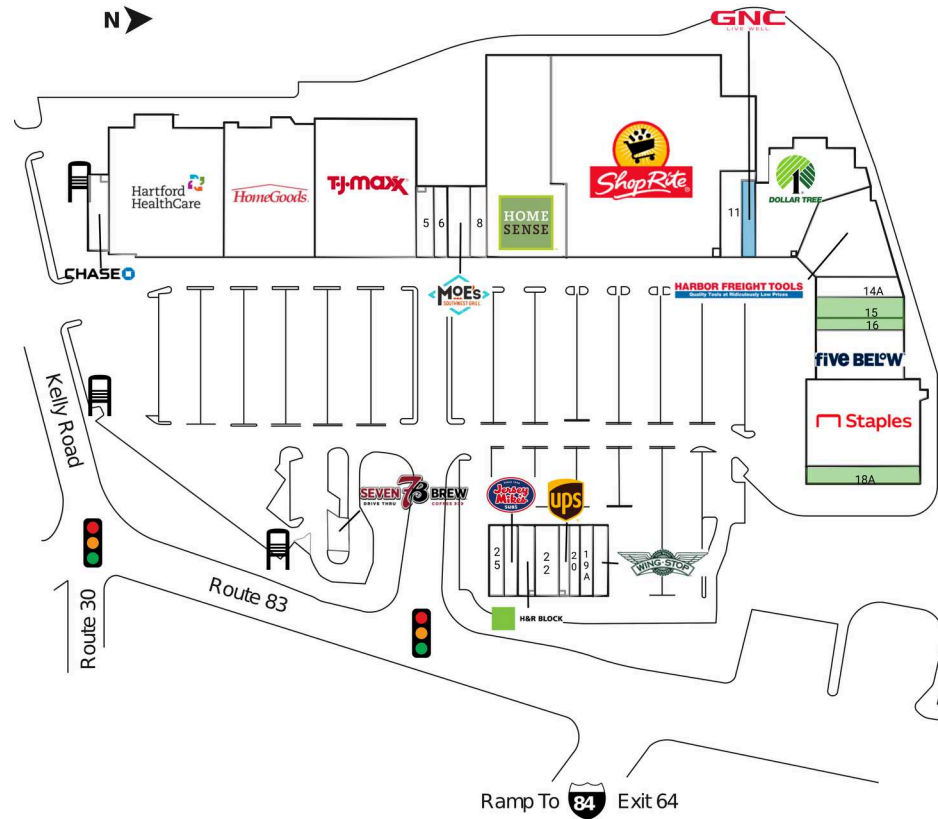 N
GNC
LIVE WELL
Hartford
HealthCare
HomeGoods
T·J·maxx
5
6
8
HOME
SENSE
ShopRite
11
DOLLAR TREE
CHASE
MOE's
SOUTHWEST GRILL
HARBOR FREIGHT TOOLS
Quality Tools at Ridiculously Low Prices
14A
15
16
five BELOW
Staples
18A
Kelly Road
SEVEN 7B BREW
DRIVE THRU COFFEE
Jersey
Mike's
SUBS
ups
25
22
20
19A
WING·STOP
H&R BLOCK
Route 83
Route 30
Ramp To 84 Exit 64